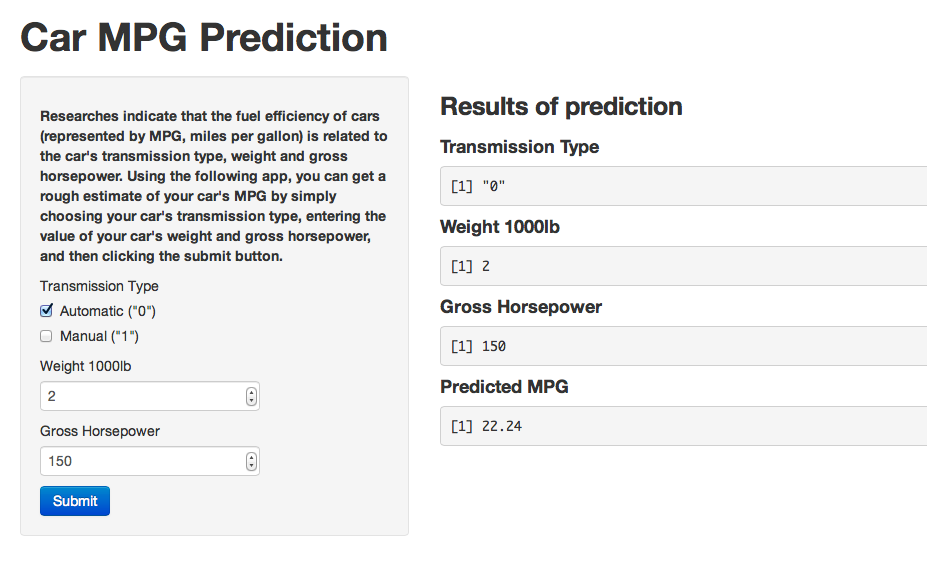 Car MPG Prediction
Researches indicate that the fuel efficiency of cars
(represented by MPG, miles per gallon) is related to
the car's transmission type, weight and gross
horsepower. Using the following app, you can get a
rough estimate of your car's MPG by simply
choosing your car's transmission type, entering the
value of your car's weight and gross horsepower,
and then clicking the submit button.
Transmission Type
Automatic ("0")
Manual ("1")
Weight 1000lb
2
Gross Horsepower
150
Submit
Results of prediction
Transmission Type
[1] "0"
Weight 1000lb
[1] 2
Gross Horsepower
[1] 150
Predicted MPG
[1] 22.24